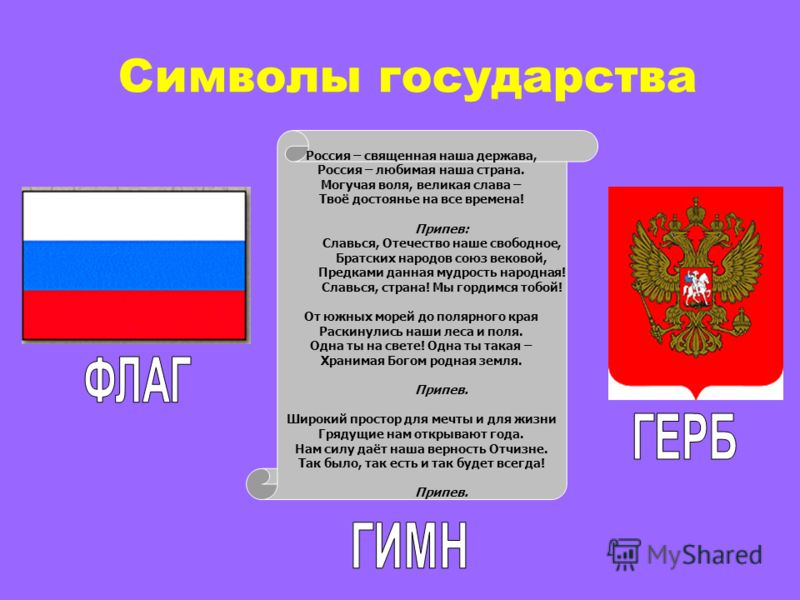 Символы государства
Россия – священная наша держава,
Россия – любимая наша страна.
Могучая воля, великая слава –
Твоё достоянье на все времена!
Припев:
Славься, Отечество наше свободное,
Братских народов союз вековой,
Предками данная мудрость народная!
Славься, страна! Мы гордимся тобой!
От южных морей до полярного края
Раскинулись наши леса и поля.
Одна ты на свете! Одна ты такая –
Хранимая Богом родная земля.
Припев.
Широкий простор для мечты и для жизни
Грядущие нам открывают года.
Нам силу даёт наша верность Отчизне.
Так было, так есть и так будет всегда!
Припев.
ФЛАГ
ГЕРБ
ГИМН
MyShared